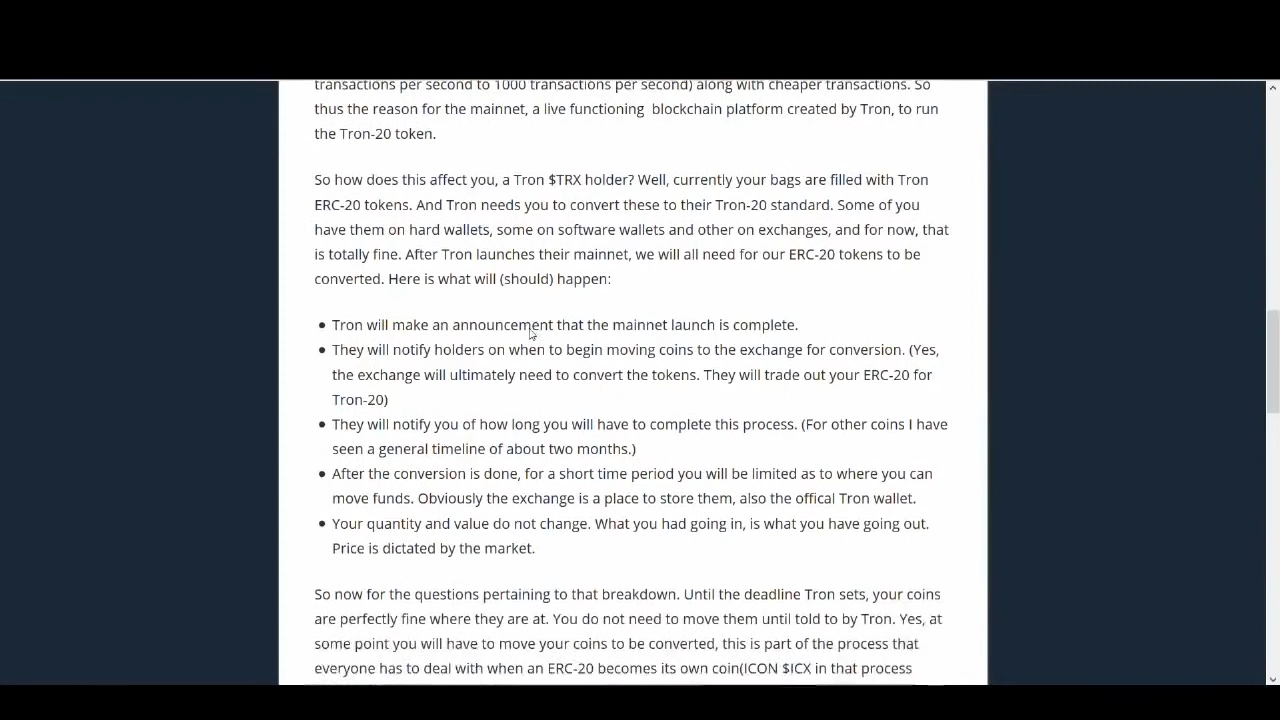 transactions per second to 1000 transactions per second) along with cheaper transactions. So
thus the reason for the mainnet, a live functioning blockchain platform created by Tron, to run
the Tron-20 token.
So how does this affect you, a Tron $TRX holder? Well, currently your bags are filled with Tron
ERC-20 tokens. And Tron needs you to convert these to their Tron-20 standard. Some of you
have them on hard wallets, some on software wallets and other on exchanges, and for now, that
is totally fine. After Tron launches their mainnet, we will all need for our ERC-20 tokens to be
converted. Here is what will (should) happen:
• Tron will make an announcement that the mainnet launch is complete.
• They will notify holders on when to begin moving coins to the exchange for conversion. (Yes,
the exchange will ultimately need to convert the tokens. They will trade out your ERC-20 for
Tron-20)
• They will notify you of how long you will have to complete this process. (For other coins I have
seen a general timeline of about two months.)
• After the conversion is done, for a short time period you will be limited as to where you can
move funds. Obviously the exchange is a place to store them, also the offical Tron wallet.
• Your quantity and value do not change. What you had going in, is what you have going out.
Price is dictated by the market.
So now for the questions pertaining to that breakdown. Until the deadline Tron sets, your coins
are perfectly fine where they are at. You do not need to move them until told to by Tron. Yes, at
some point you will have to move your coins to be converted, this is part of the process that
everyone has to deal with when an ERC-20 becomes its own coin(ICON $ICX in that process